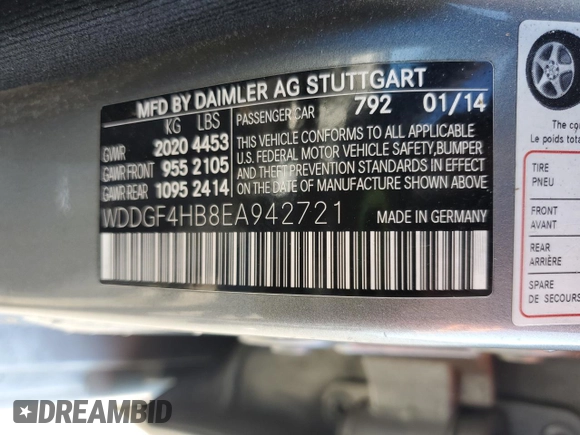 MFD BY DAIMLER AG STUTTGART
KG LBS PASSENGER CAR 792 01/14
GVWR 2020 4453
GAWR FRONT 955 2105
GAWR REAR 1095 2414
THIS VEHICLE CONFORMS TO ALL APPLICABLE
U.S. FEDERAL MOTOR VEHICLE SAFETY, BUMPER
AND THEFT PREVENTION STANDARDS IN EFFECT
ON THE DATE OF MANUFACTURE SHOWN ABOVE.
WDDGF4HB8EA942721 MADE IN GERMANY
The co
Le poids tota
TIRE
PNEU
FRONT
AVANT
REAR
ARRIÈRE
SPARE
DE SECOURS
DREAMBID